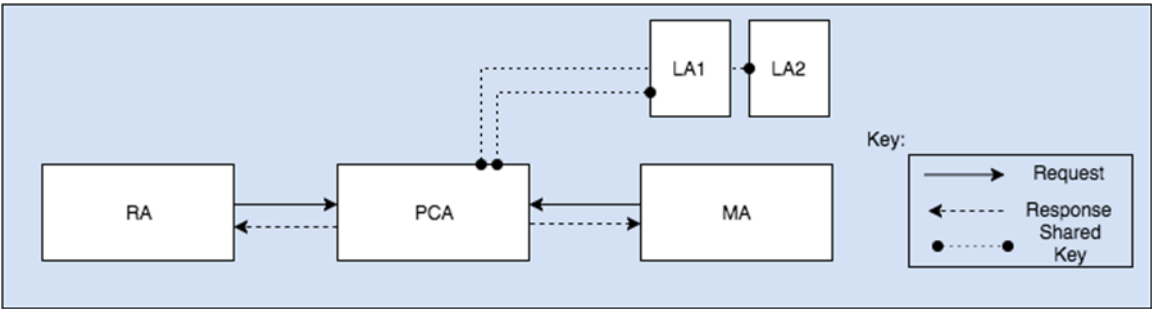 LA1
LA2
Key:
RA
PCA
MA
Request
Response
Shared
Key